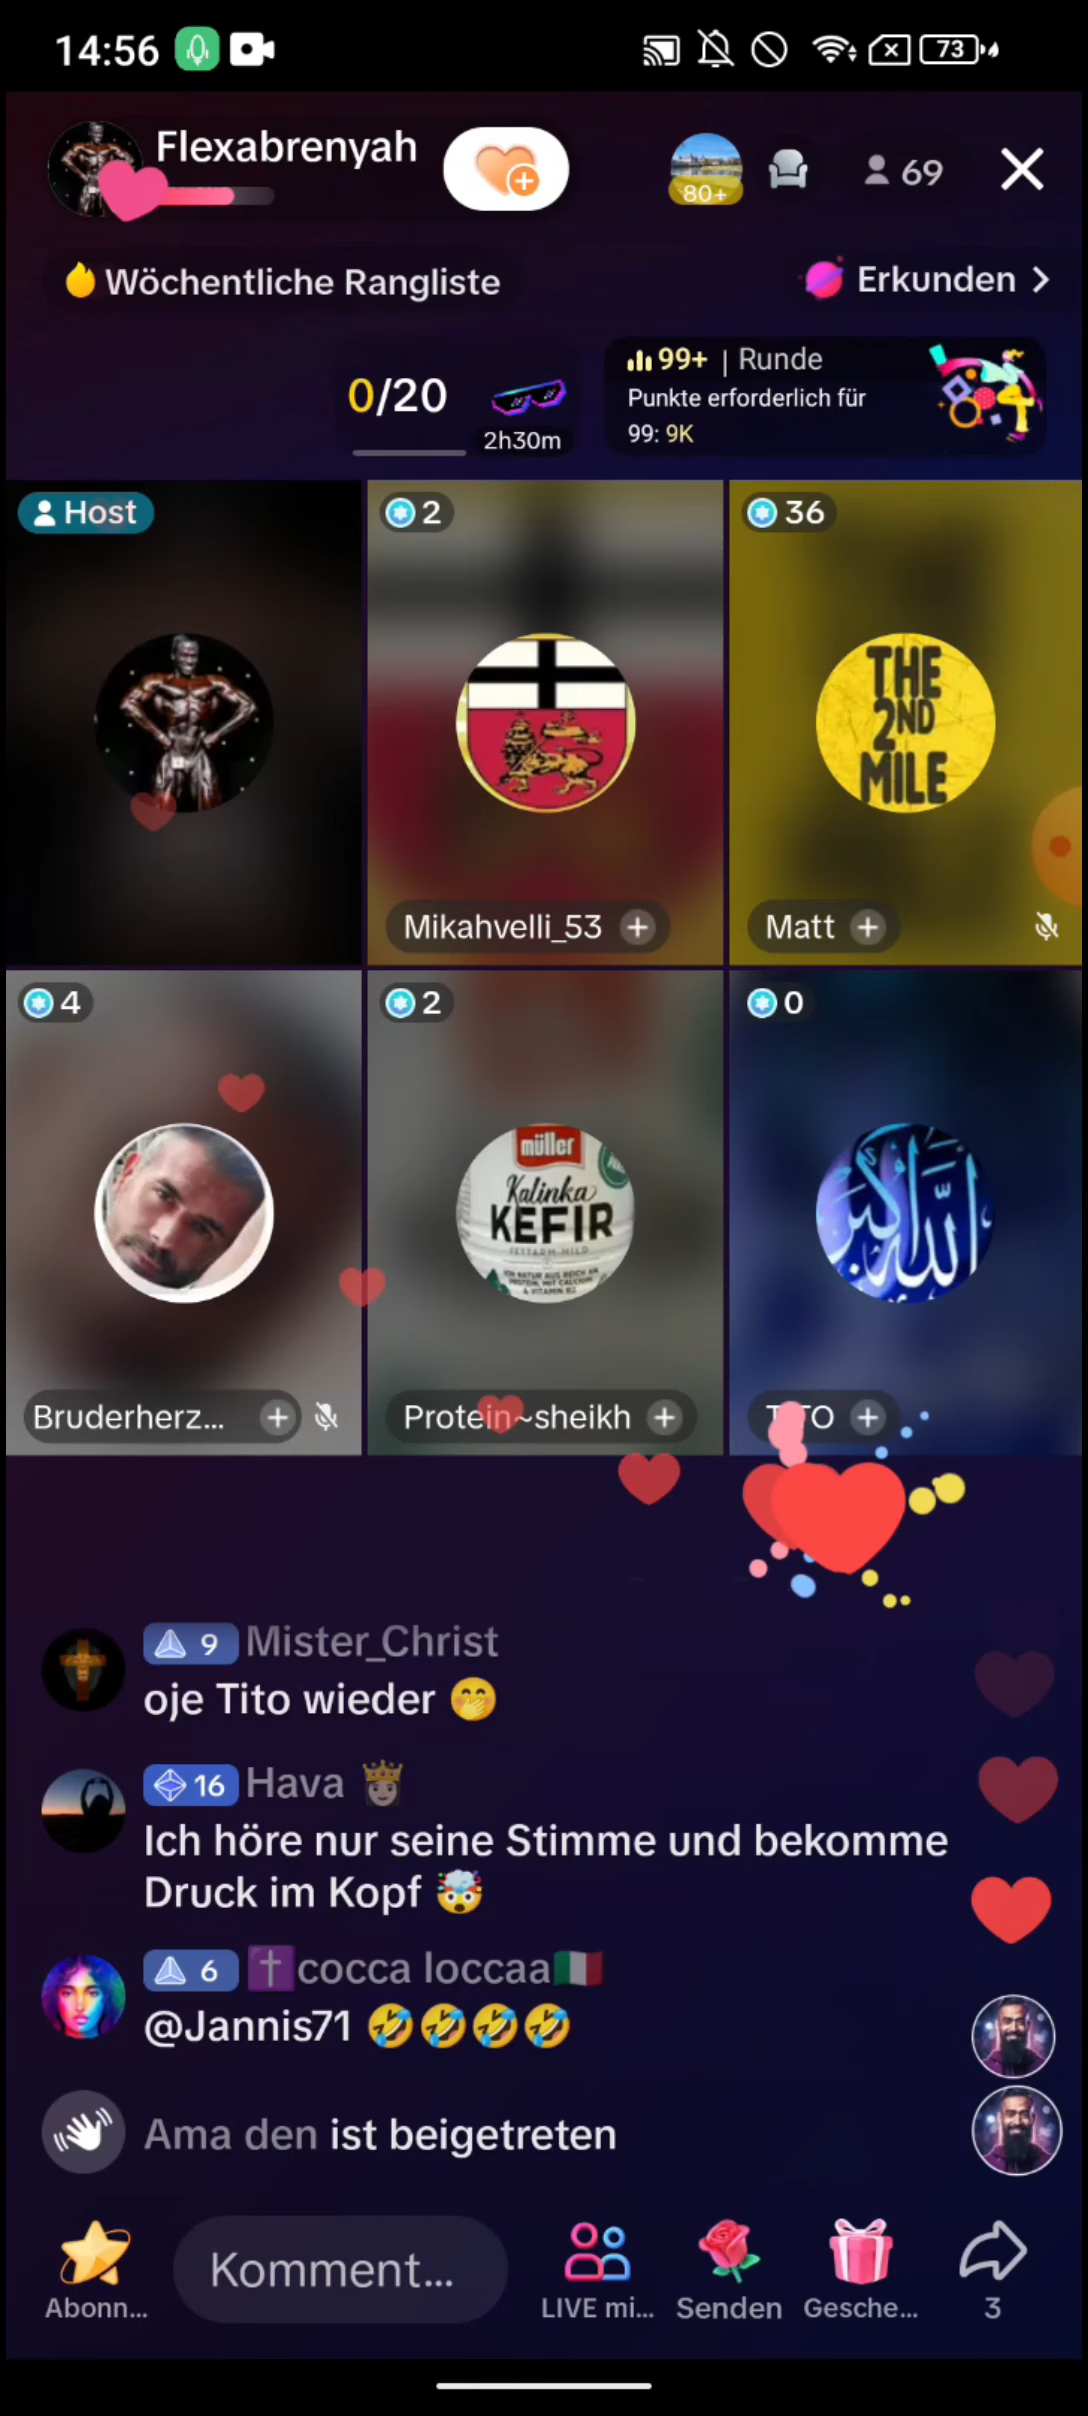 14:56
73
Flexabrenyah
80+
69
Wöchentliche Rangliste
Erkunden
0/20
2h30m
99+ | Runde
Punkte erforderlich für
99: 9K
Host
2
36
THE
2ND
MILE
Mikahvelli_53
Matt
4
2
0
müller
Kalinka
KEFIR
الله أكبر
Bruderherz...
Protein~sheikh
9 Mister_Christ
oje Tito wieder 🤭
16 Hava 👸🏽
Ich höre nur seine Stimme und bekomme
Druck im Kopf 🤯
6 ✝️cocca loccaa🇮🇹
@Jannis71 🤣🤣🤣🤣
Ama den ist beigetreten
Komment...
Abonn...
LIVE mi...
Senden
Gesche...
3